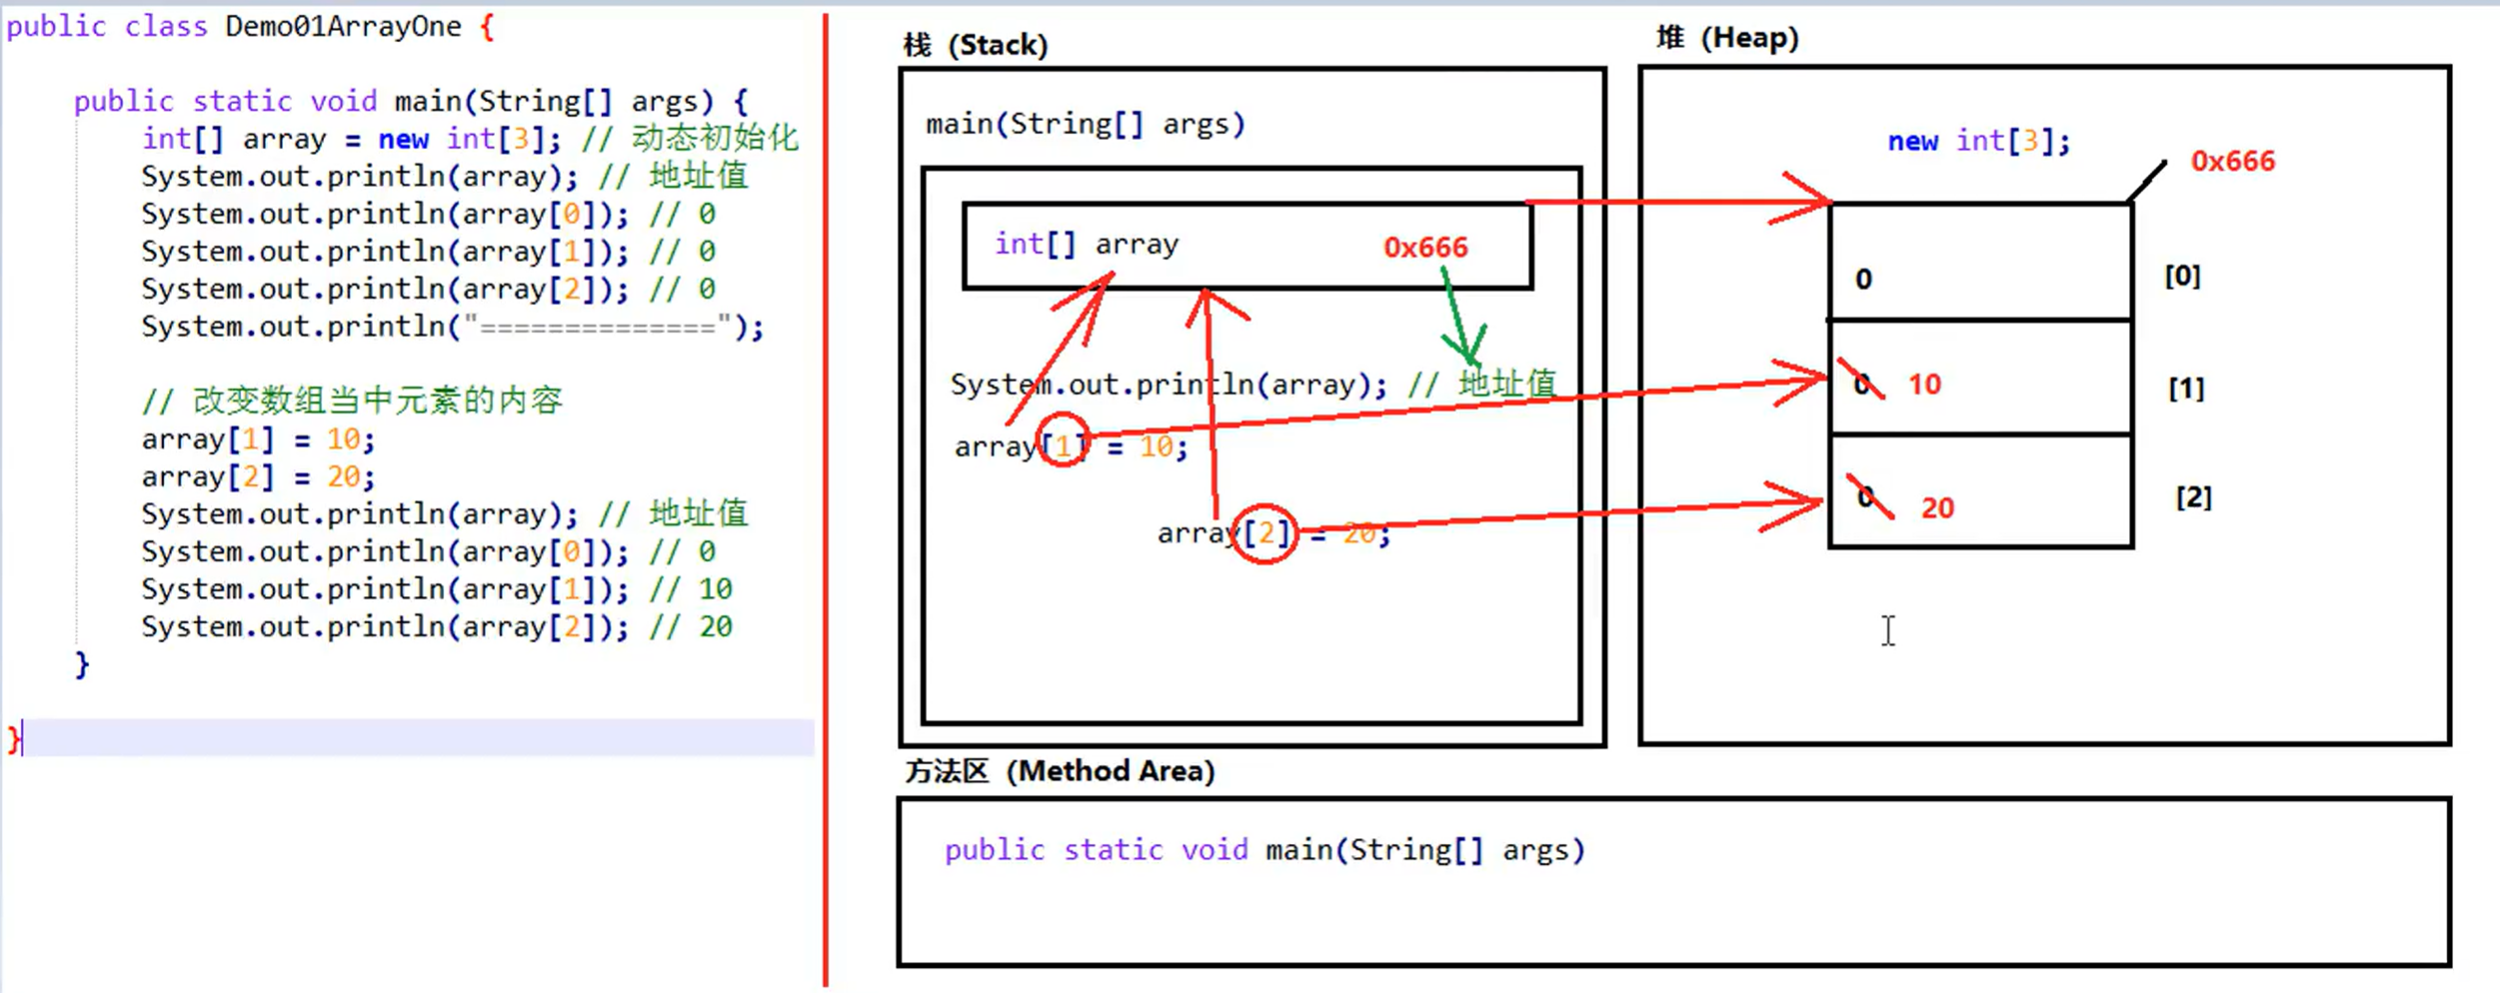 public class Demo01ArrayOne {
public static void main(String[] args) {
int[] array = new int[3]; // 动态初始化
System.out.println(array); // 地址值
System.out.println(array[0]); // 0
System.out.println(array[1]); // 0
System.out.println(array[2]); // 0
System.out.println("==============");
// 改变数组当中元素的内容
array[1] = 10;
array[2] = 20;
System.out.println(array); // 地址值
System.out.println(array[0]); // 0
System.out.println(array[1]); // 10
System.out.println(array[2]); // 20
}
}
栈 (Stack)
main(String[] args)
int[] array 0x666
System.out.println(array); // 地址值
array[1] = 10;
array[2] = 20;
堆 (Heap)
new int[3];
0x666
0 [0]
0 10 [1]
0 20 [2]
方法区 (Method Area)
public static void main(String[] args)